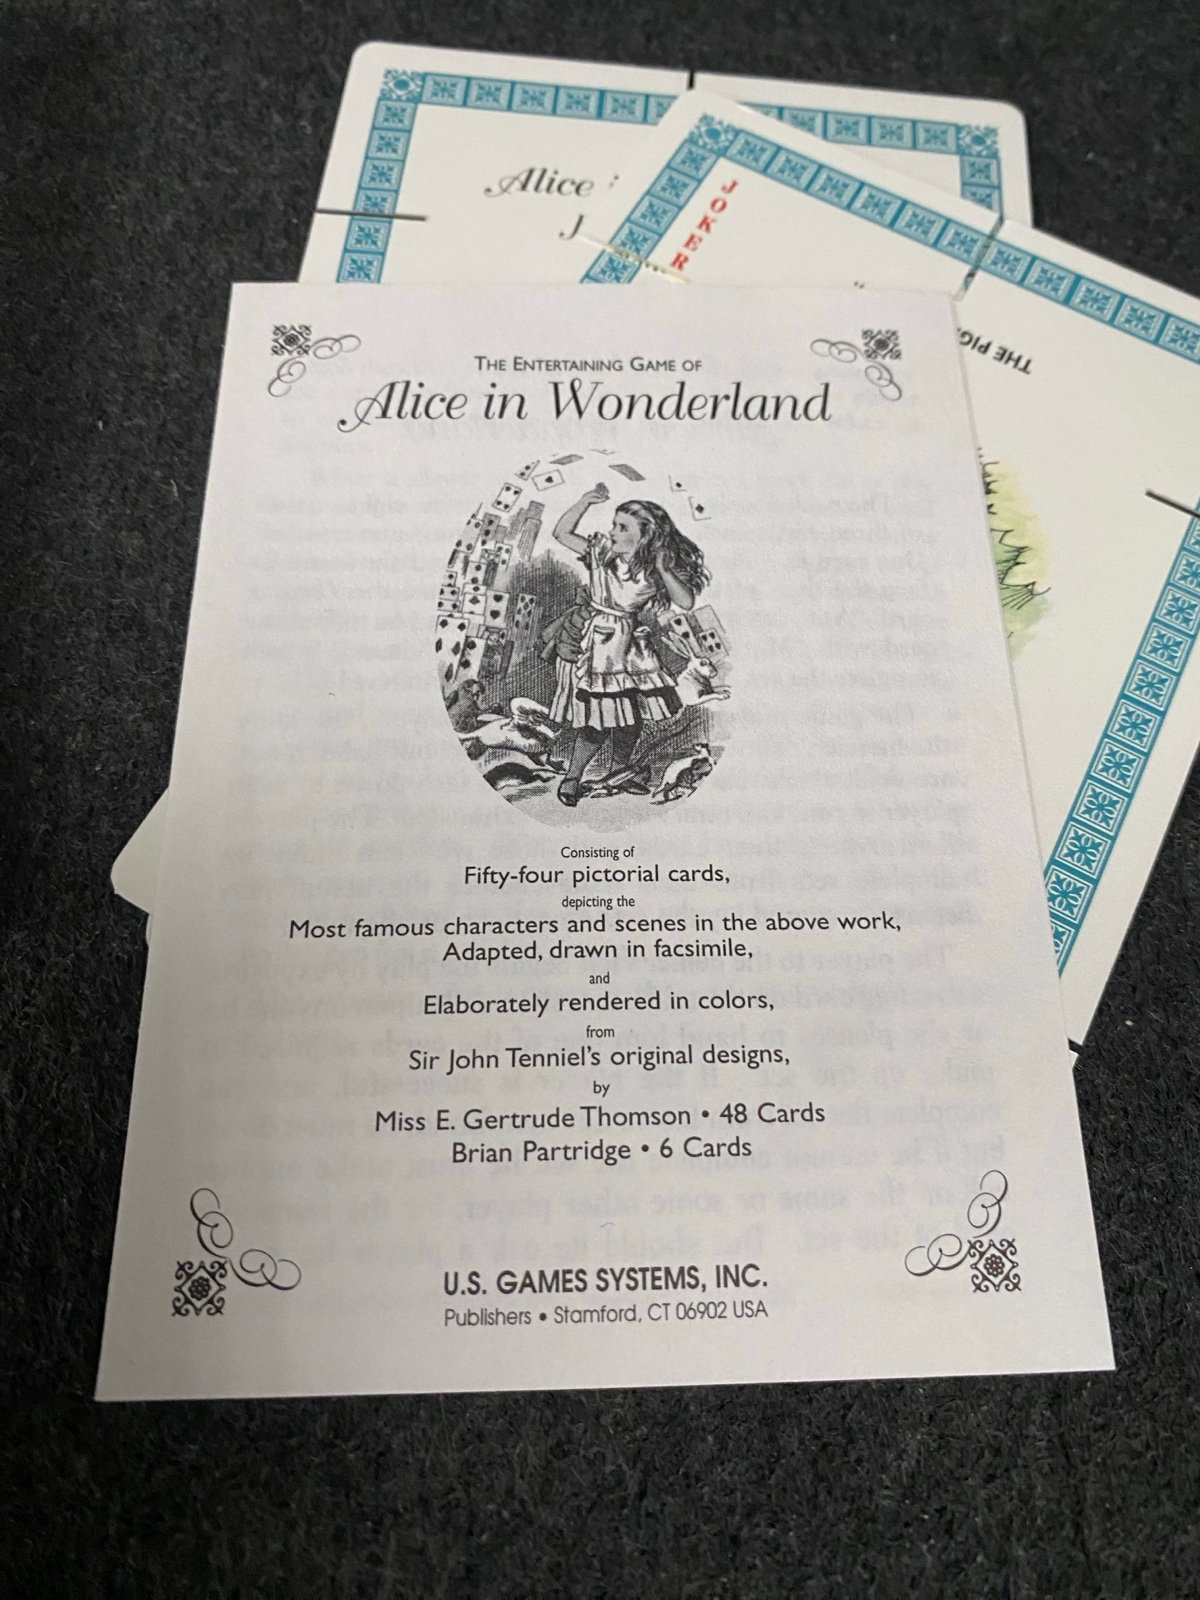 Alice
J
JOKER
THE PIG
THE ENTERTAINING GAME OF
Alice in Wonderland
Consisting of
Fifty-four pictorial cards,
depicting the
Most famous characters and scenes in the above work,
Adapted, drawn in facsimile,
and
Elaborately rendered in colors,
from
Sir John Tenniel's original designs,
by
Miss E. Gertrude Thomson • 48 Cards
Brian Partridge • 6 Cards
U.S. GAMES SYSTEMS, INC.
Publishers • Stamford, CT 06902 USA